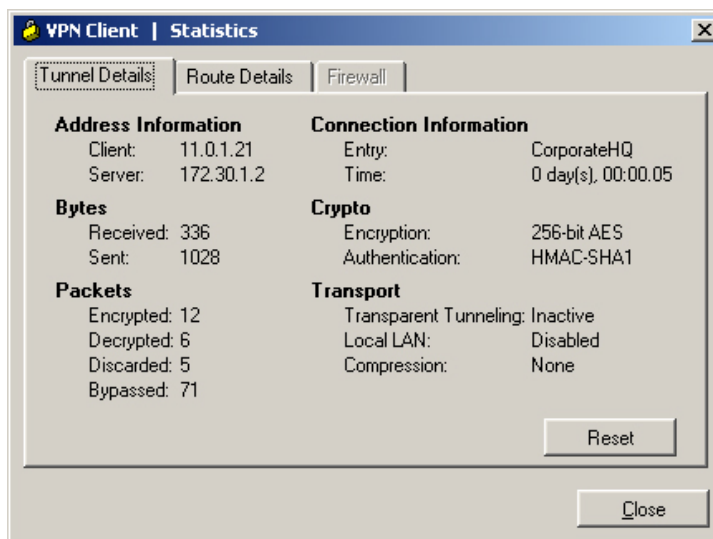 VPN Client | Statistics
Tunnel Details Route Details Firewall
Address Information
Client: 11.0.1.21
Server: 172.30.1.2
Bytes
Received: 336
Sent: 1028
Packets
Encrypted: 12
Decrypted: 6
Discarded: 5
Bypassed: 71
Connection Information
Entry: CorporateHQ
Time: 0 day(s), 00:00.05
Crypto
Encryption: 256-bit AES
Authentication: HMAC-SHA1
Transport
Transparent Tunneling: Inactive
Local LAN: Disabled
Compression: None
Reset
Close